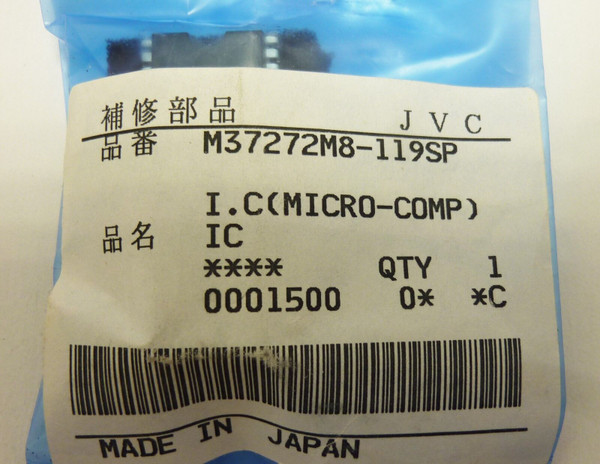 補修部品 JVC
品番 M37272M8-119SP
I.C(MICRO-COMP)
品名 IC
**** QTY 1
0001500 0* *C
MADE IN JAPAN